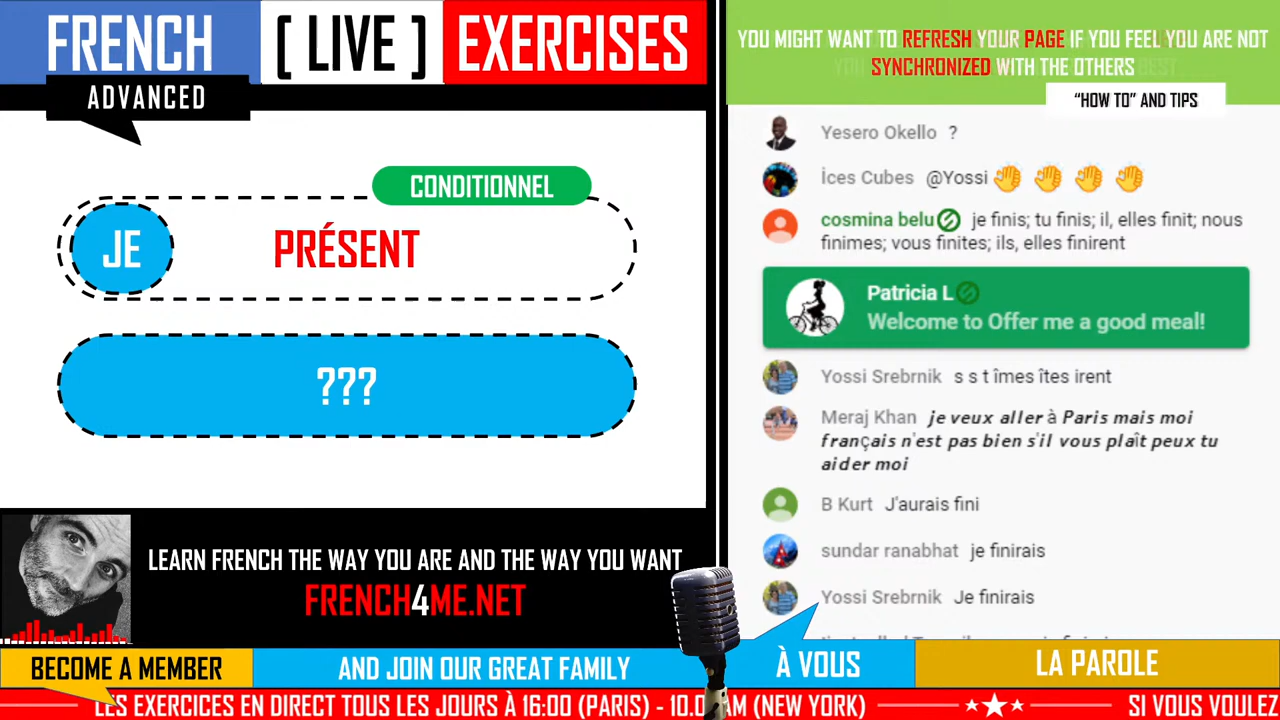 FRENCH [ LIVE ] EXERCISES
ADVANCED
CONDITIONNEL
JE PRÉSENT
???
LEARN FRENCH THE WAY YOU ARE AND THE WAY YOU WANT
FRENCH4ME.NET
YOU MIGHT WANT TO REFRESH YOUR PAGE IF YOU FEEL YOU ARE NOT
SYNCHRONIZED WITH THE OTHERS
“HOW TO” AND TIPS
Yesero Okello ?
İces Cubes @Yossi 👏 👏 👏 👏
cosmina belu je finis; tu finis; il, elles finit; nous
finimes; vous finites; ils, elles finirent
Patricia L
Welcome to Offer me a good meal!
Yossi Srebrnik s s t îmes îtes irent
Meraj Khan je veux aller à Paris mais moi
français n'est pas bien s'il vous plaît peux tu
aider moi
B Kurt J'aurais fini
sundar ranabhat je finirais
Yossi Srebrnik Je finirais
BECOME A MEMBER AND JOIN OUR GREAT FAMILY À VOUS LA PAROLE
LES EXERCICES EN DIRECT TOUS LES JOURS À 16:00 (PARIS) - 10.0 AM (NEW YORK) SI VOUS VOULEZ